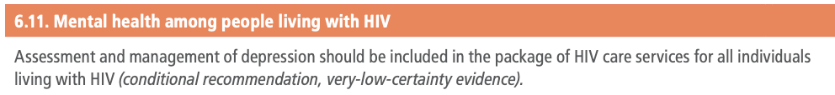 6.11. Mental health among people living with HIV
Assessment and management of depression should be included in the package of HIV care services for all individuals
living with HIV (conditional recommendation, very-low-certainty evidence).